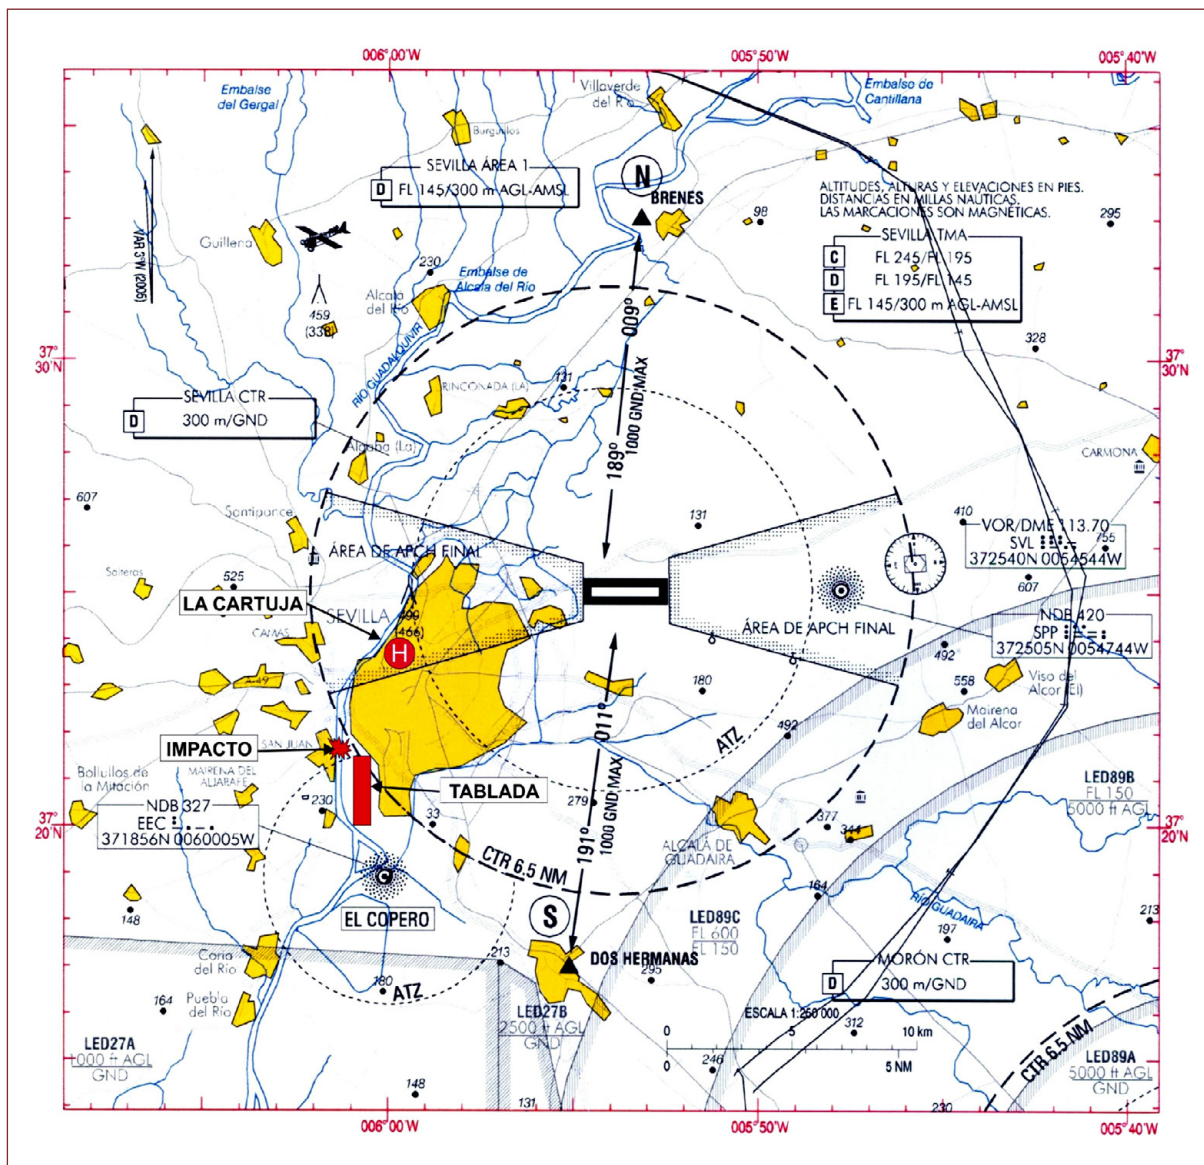 006° 00'W
005° 50'W
005° 40'W
Embalse
del Gergal
Villaverde
del Río
Embalse de
Cantillana
Burguillos
SEVILLA ÁREA 1
D FL 145/300 m AGL-AMSL
N
BRENES
ALTITUDES, ALTURAS Y ELEVACIONES EN PIES.
DISTANCIAS EN MILLAS NAÚTICAS.
LAS MARCACIONES SON MAGNÉTICAS.
98
295
VAR 3°W (2006)
Guillena
SEVILLA TMA
C FL 245/FL 195
D FL 195/FL 145
E FL 145/300 m AGL-AMSL
230
Embalse de
Alcalá del Río
Alcalá
del Río
459
(338)
009°
328
37°
30'N
37°
30'N
RÍO GUADALQUIVIR
RINCONADA (LA)
131
1000 GND/MAX
SEVILLA CTR
D 300 m/GND
189°
Algaba (La)
CARMONA
607
Santiponce
131
410
VOR/DME 113.70
SVL
755
372540N 0054544W
ÁREA DE APCH FINAL
Salteras
525
607
LA CARTUJA
SEVILLA
499
(466)
NDB 420
SPP
372505N 0054744W
ÁREA DE APCH FINAL
CAMAS
H
492
A-49
180
558
Viso del
Alcor (El)
011°
Mairena
del Alcor
IMPACTO
SAN JUAN
ATZ
492
Bollullos de
la Mitación
MAIRENA DEL
ALJARAFE
TABLADA
1000 GND/MAX
LED89B
FL 150
5000 ft AGL
NDB 327
EEC
371856N 0060005W
230
33
279
377
344
37°
20'N
37°
20'N
191°
ALCALÁ DE
GUADAIRA
CTR 6.5 NM
164
EL COPERO
S
LED89C
FL 600
FL 150
RÍO GUADAIRA
148
197
213
Coria
del Río
213
DOS HERMANAS
295
MORÓN CTR
D 300 m/GND
180
ATZ
Puebla
del Río
164
LED27B
2500 ft AGL
GND
ESCALA 1:250 000
0 5 10 km
0 5 NM
312
CTR 6.5 NM
LED27A
1000 ft AGL
GND
246
LED89A
5000 ft AGL
GND
148
131
230
006° 00'W
005° 50'W
005° 40'W